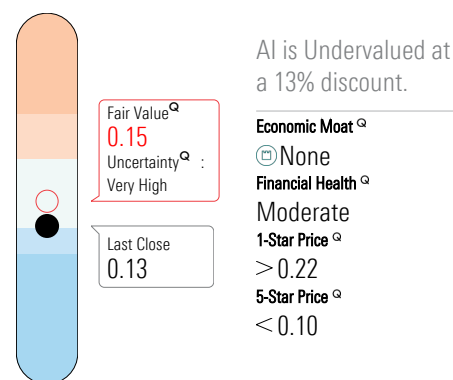 Fair Value Q
0.15
Uncertainty Q :
Very High
Last Close
0.13
AI is Undervalued at
a 13% discount.
Economic Moat Q
None
Financial Health Q
Moderate
1-Star Price Q
>0.22
5-Star Price Q
<0.10